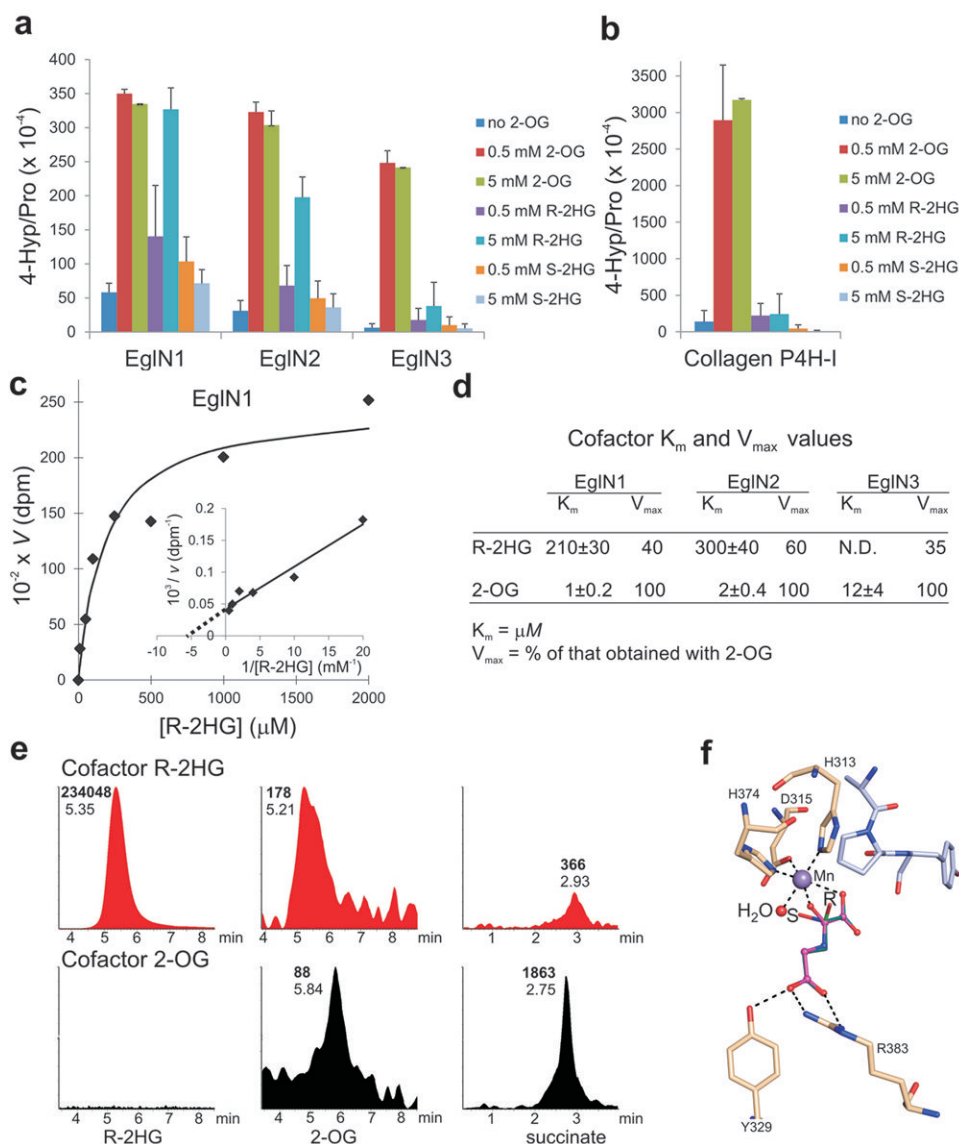 a
4-Hyp/Pro (x 10⁻⁴)
400
350
300
250
200
150
100
50
0
EglN1 EglN2 EglN3
no 2-OG
0.5 mM 2-OG
5 mM 2-OG
0.5 mM R-2HG
5 mM R-2HG
0.5 mM S-2HG
5 mM S-2HG
b
4-Hyp/Pro (x 10⁻⁴)
3500
3000
2500
2000
1500
1000
500
0
Collagen P4H-I
no 2-OG
0.5 mM 2-OG
5 mM 2-OG
0.5 mM R-2HG
5 mM R-2HG
0.5 mM S-2HG
5 mM S-2HG
c
EglN1
10⁻² x V (dpm)
250
200
150
100
50
0
0 500 1000 1500 2000
[R-2HG] (μM)
10³/ v (dpm⁻¹)
0.2
0.15
0.1
0.05
0.00
-10 -5 0 5 10 15 20
1/[R-2HG] (mM⁻¹)
d
Cofactor Kₘ and Vₘₐₓ values
EglN1 EglN2 EglN3
Kₘ Vₘₐₓ Kₘ Vₘₐₓ Kₘ Vₘₐₓ
R-2HG 210±30 40 300±40 60 N.D. 35
2-OG 1±0.2 100 2±0.4 100 12±4 100
Kₘ = μM
Vₘₐₓ = % of that obtained with 2-OG
e
Cofactor R-2HG
234048
5.35
178
5.21
366
2.93
4 5 6 7 8 min
4 5 6 7 8 min
1 2 3 min
Cofactor 2-OG
88
5.84
1863
2.75
4 5 6 7 8 min
4 5 6 7 8 min
1 2 3 min
R-2HG
2-OG
succinate
f
H313
H374
D315
Mn
R
H₂O
S
R383
Y329